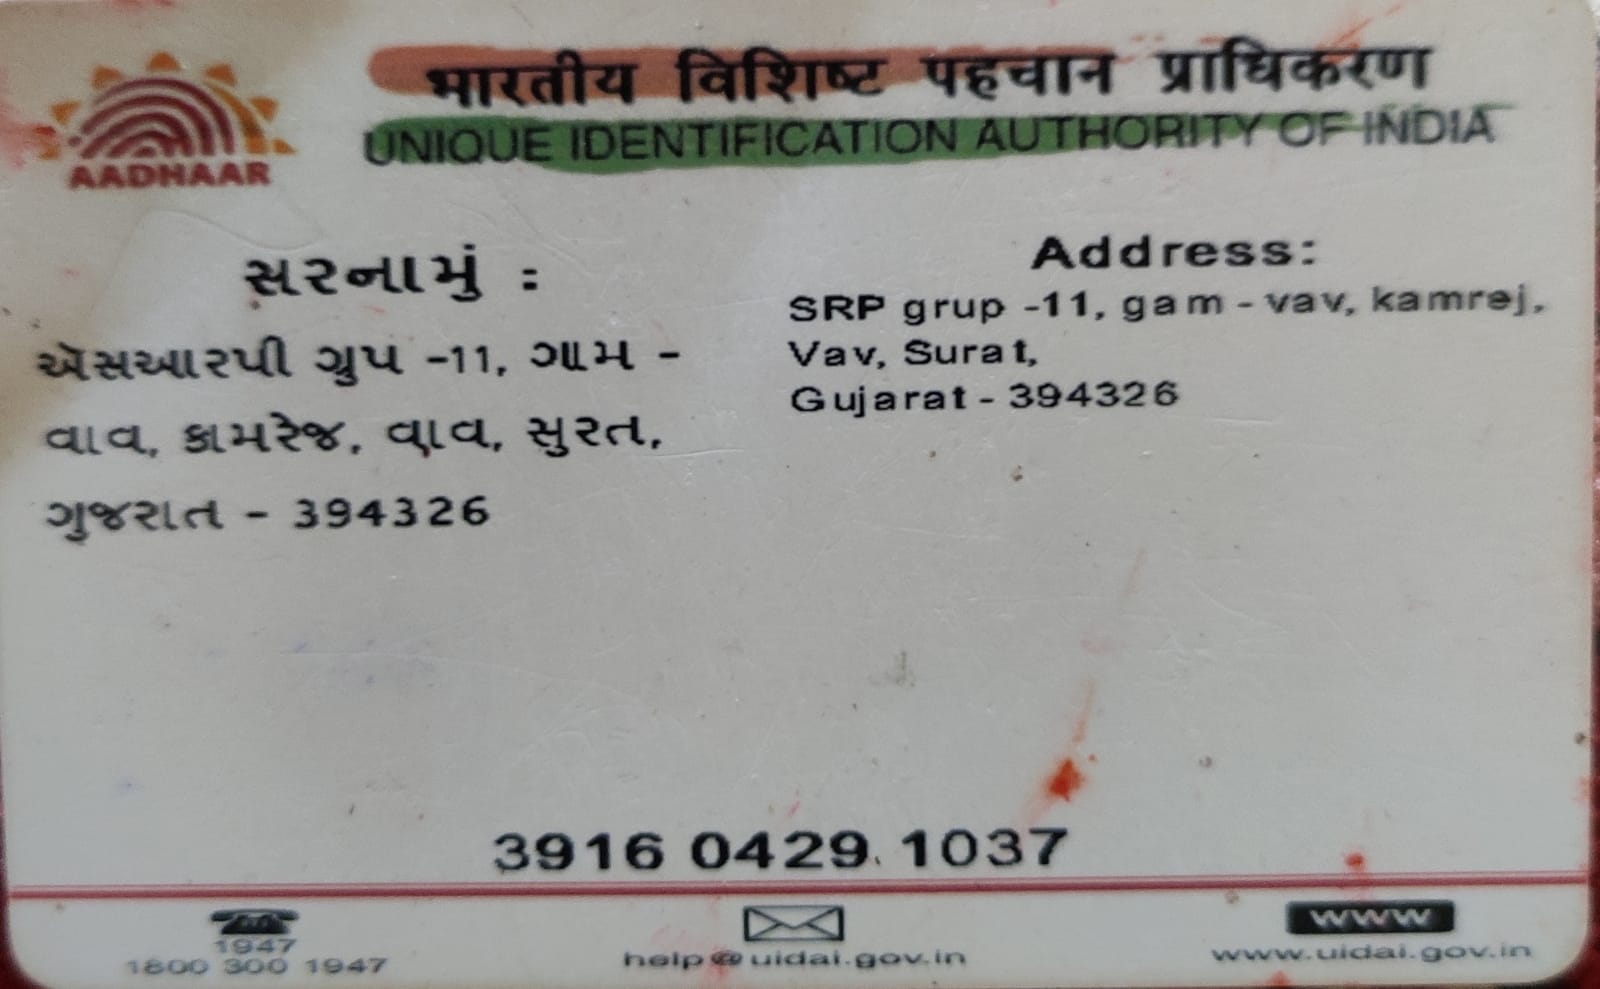 भारतीय विशिष्ट पहचान प्राधिकरण
UNIQUE IDENTIFICATION AUTHORITY OF INDIA
AADHAAR
સરનામું :
એસઆરપી ગ્રુપ -11, ગામ -
વાવ, કામરેજ, વાવ, સુરત,
ગુજરાત - 394326
Address:
SRP grup -11, gam - vav, kamrej,
Vav, Surat,
Gujarat - 394326
3916 0429 1037
1947
1800 300 1947
help@uidai.gov.in
WWW
www.uidai.gov.in